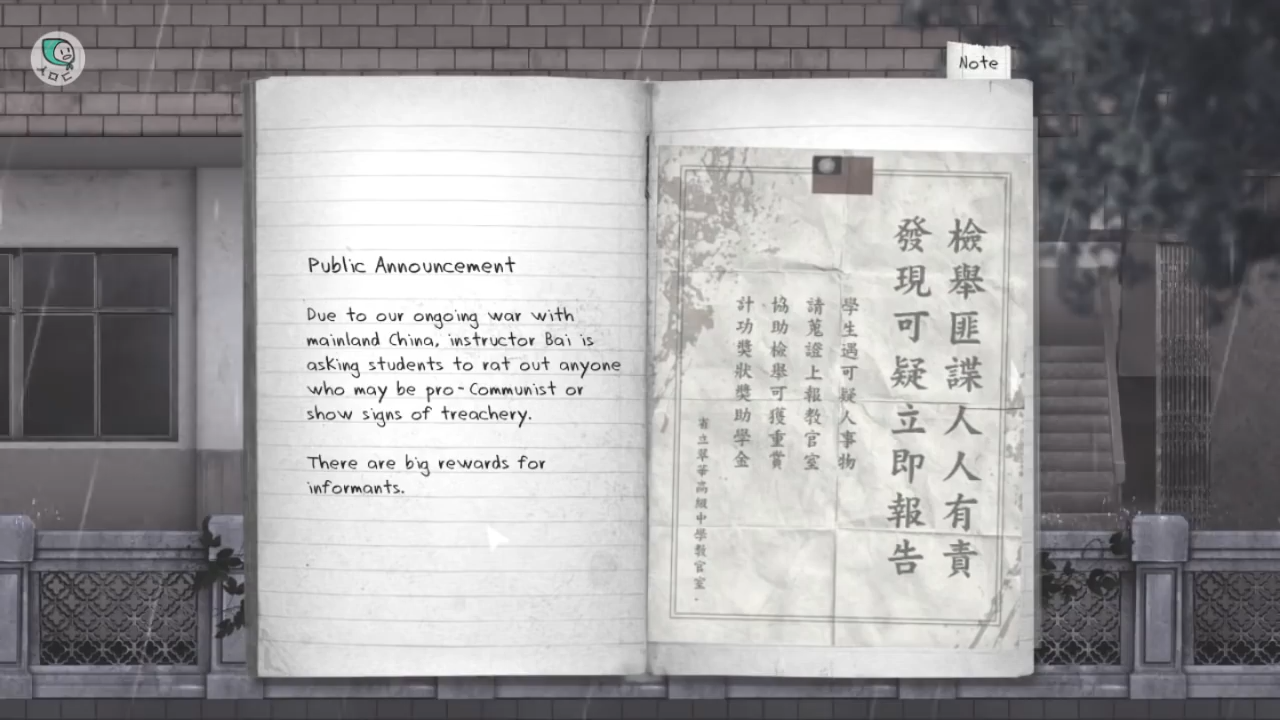 Note
Public Announcement
Due to our ongoing war with
mainland China, instructor Bai is
asking students to rat out anyone
who may be pro-Communist or
show signs of treachery.
There are big rewards for
informants.
檢舉匪諜人人有責
發現可疑立即報告
學生遇可疑人事物
請蒐證上報教官室
協助檢舉可獲重賞
計功獎狀獎助學金
省立翠華高級中學教官室.